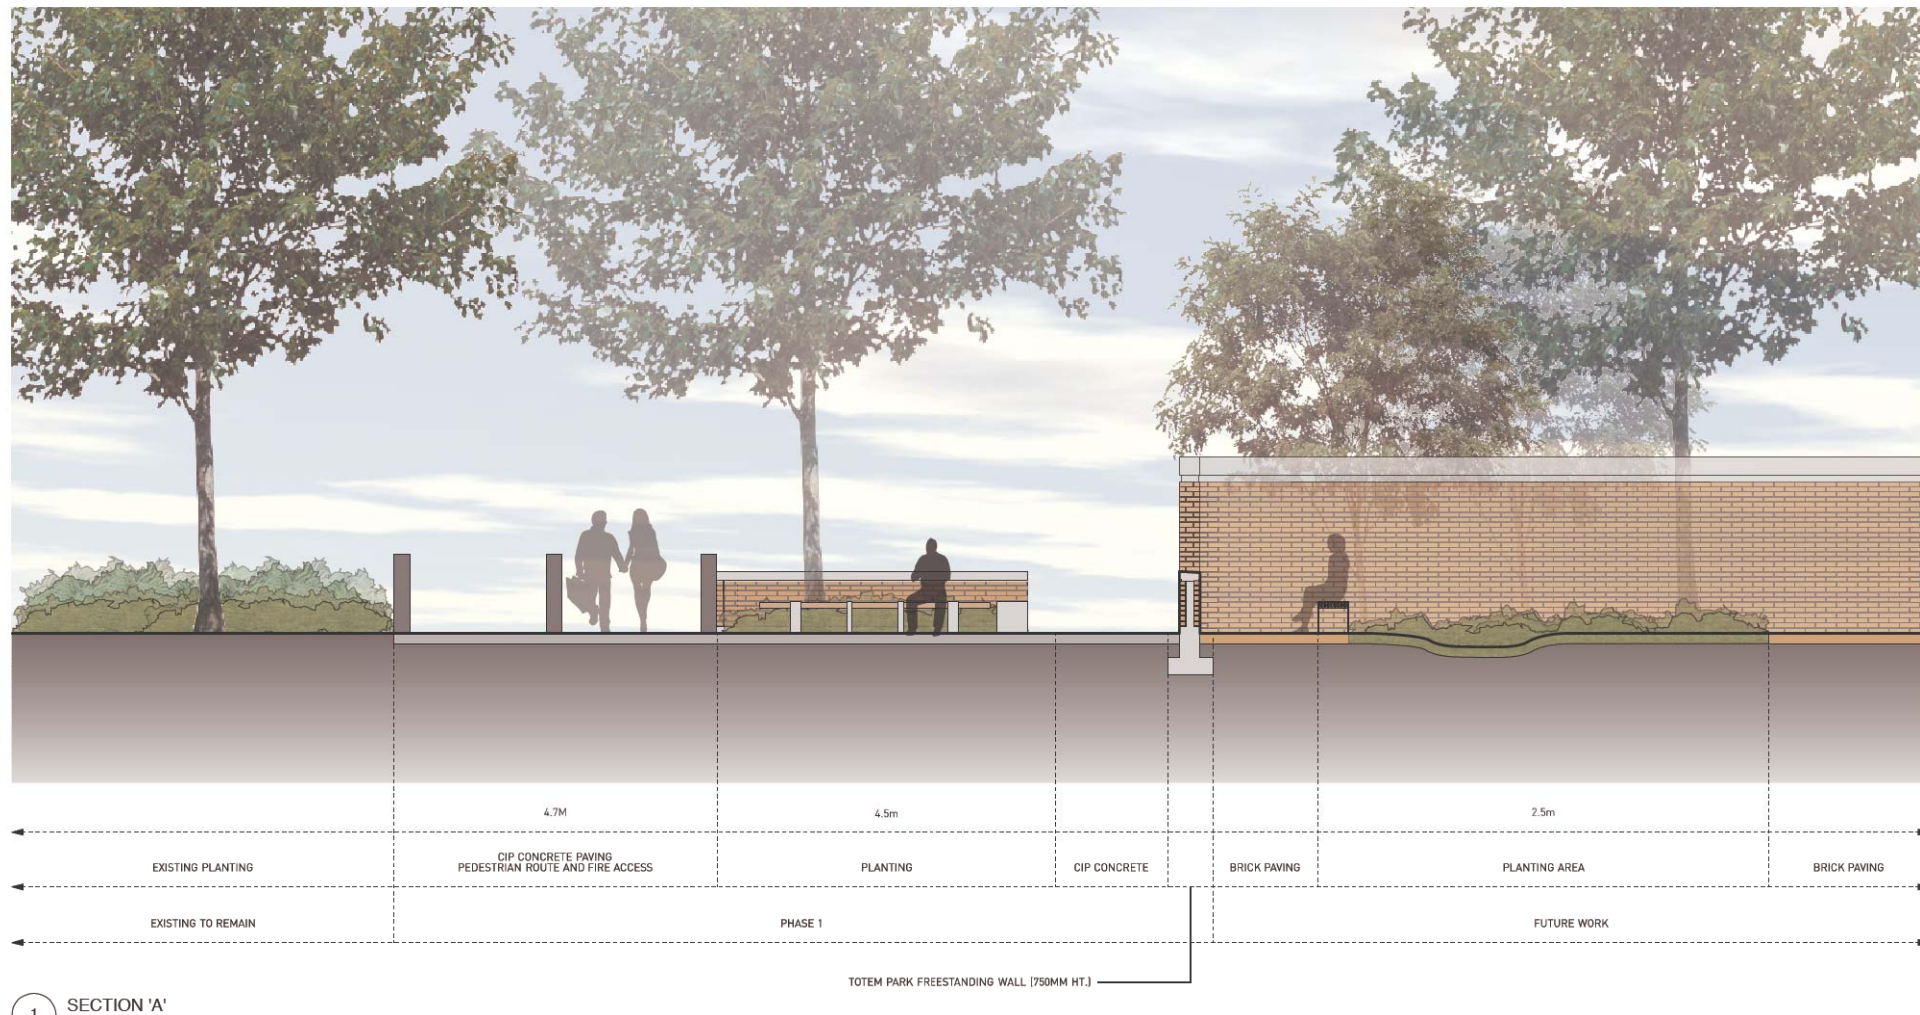 4.7M
4.5m
2.5m
EXISTING PLANTING
CIP CONCRETE PAVING
PEDESTRIAN ROUTE AND FIRE ACCESS
PLANTING
CIP CONCRETE
BRICK PAVING
PLANTING AREA
BRICK PAVING
EXISTING TO REMAIN
PHASE 1
FUTURE WORK
TOTEM PARK FREESTANDING WALL (750MM HT.)
1
SECTION 'A'